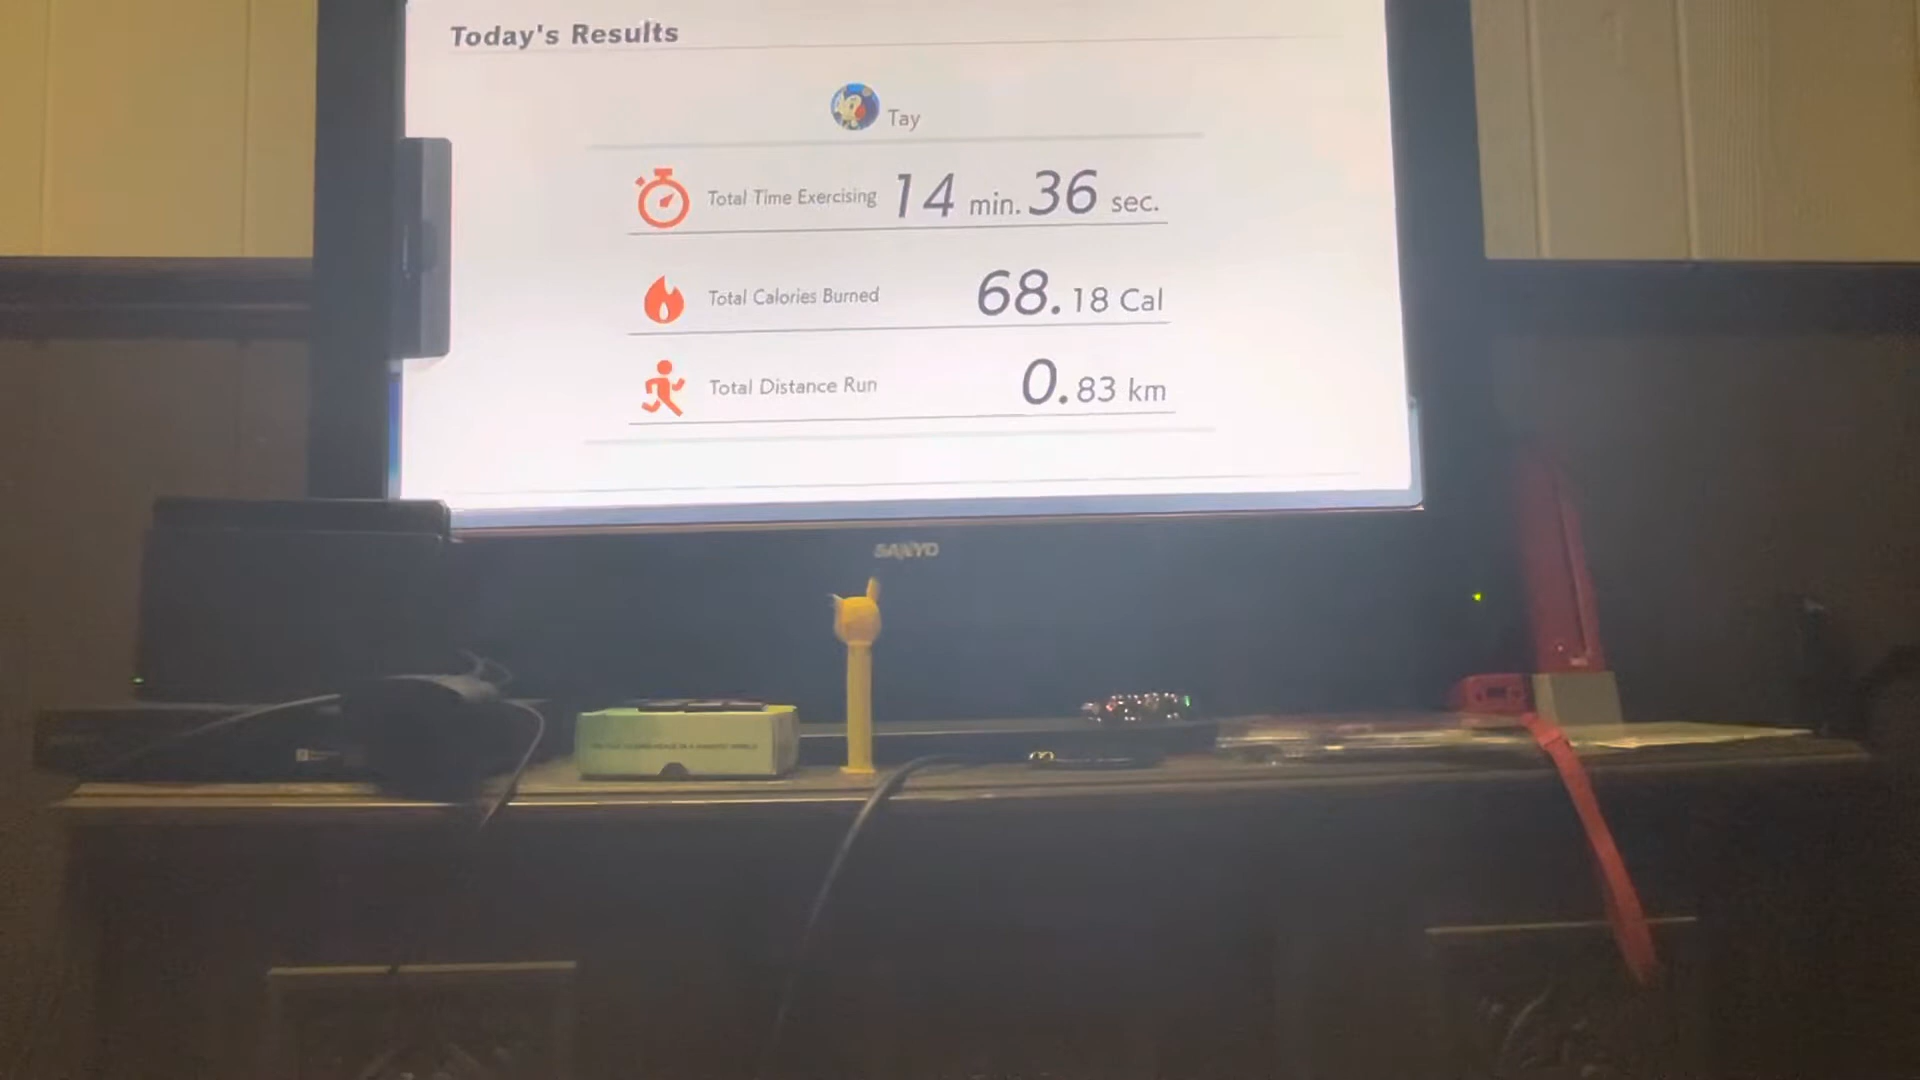 Today's Results
Tay
Total Time Exercising 14 min. 36 sec.
Total Calories Burned 68.18 Cal
Total Distance Run 0.83 km
SANYO